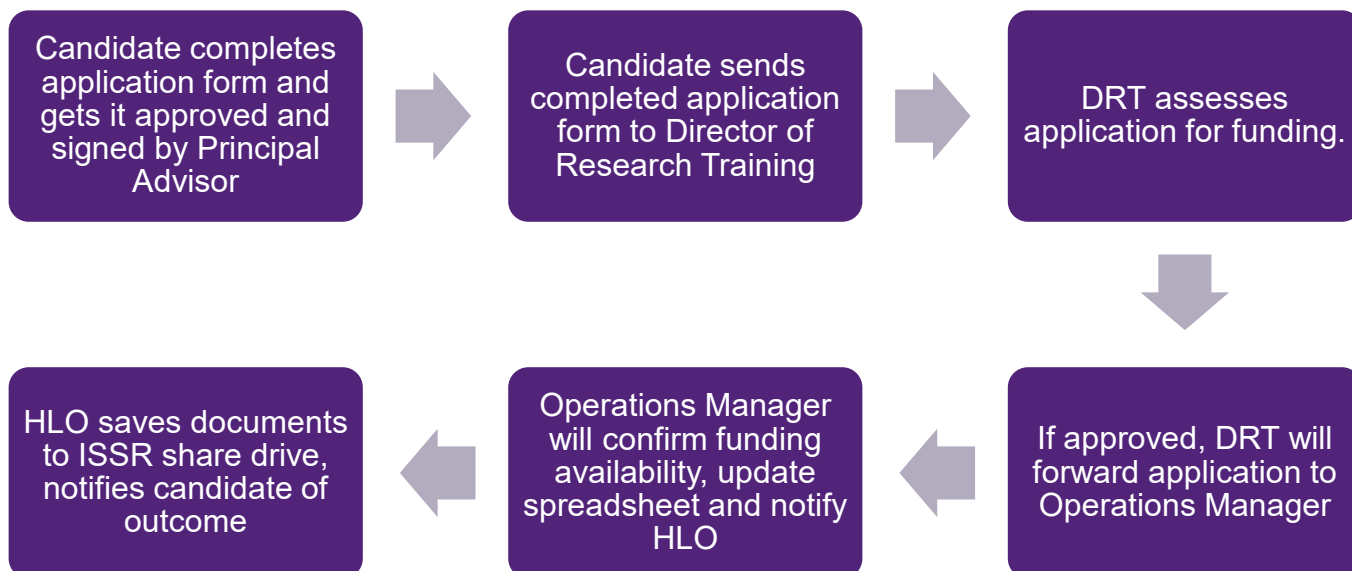 Candidate completes
application form and
gets it approved and
signed by Principal
Advisor
Candidate sends
completed application
form to Director of
Research Training
DRT assesses
application for funding.
If approved, DRT will
forward application to
Operations Manager
Operations Manager
will confirm funding
availability, update
spreadsheet and notify
HLO
HLO saves documents
to ISSR share drive,
notifies candidate of
outcome